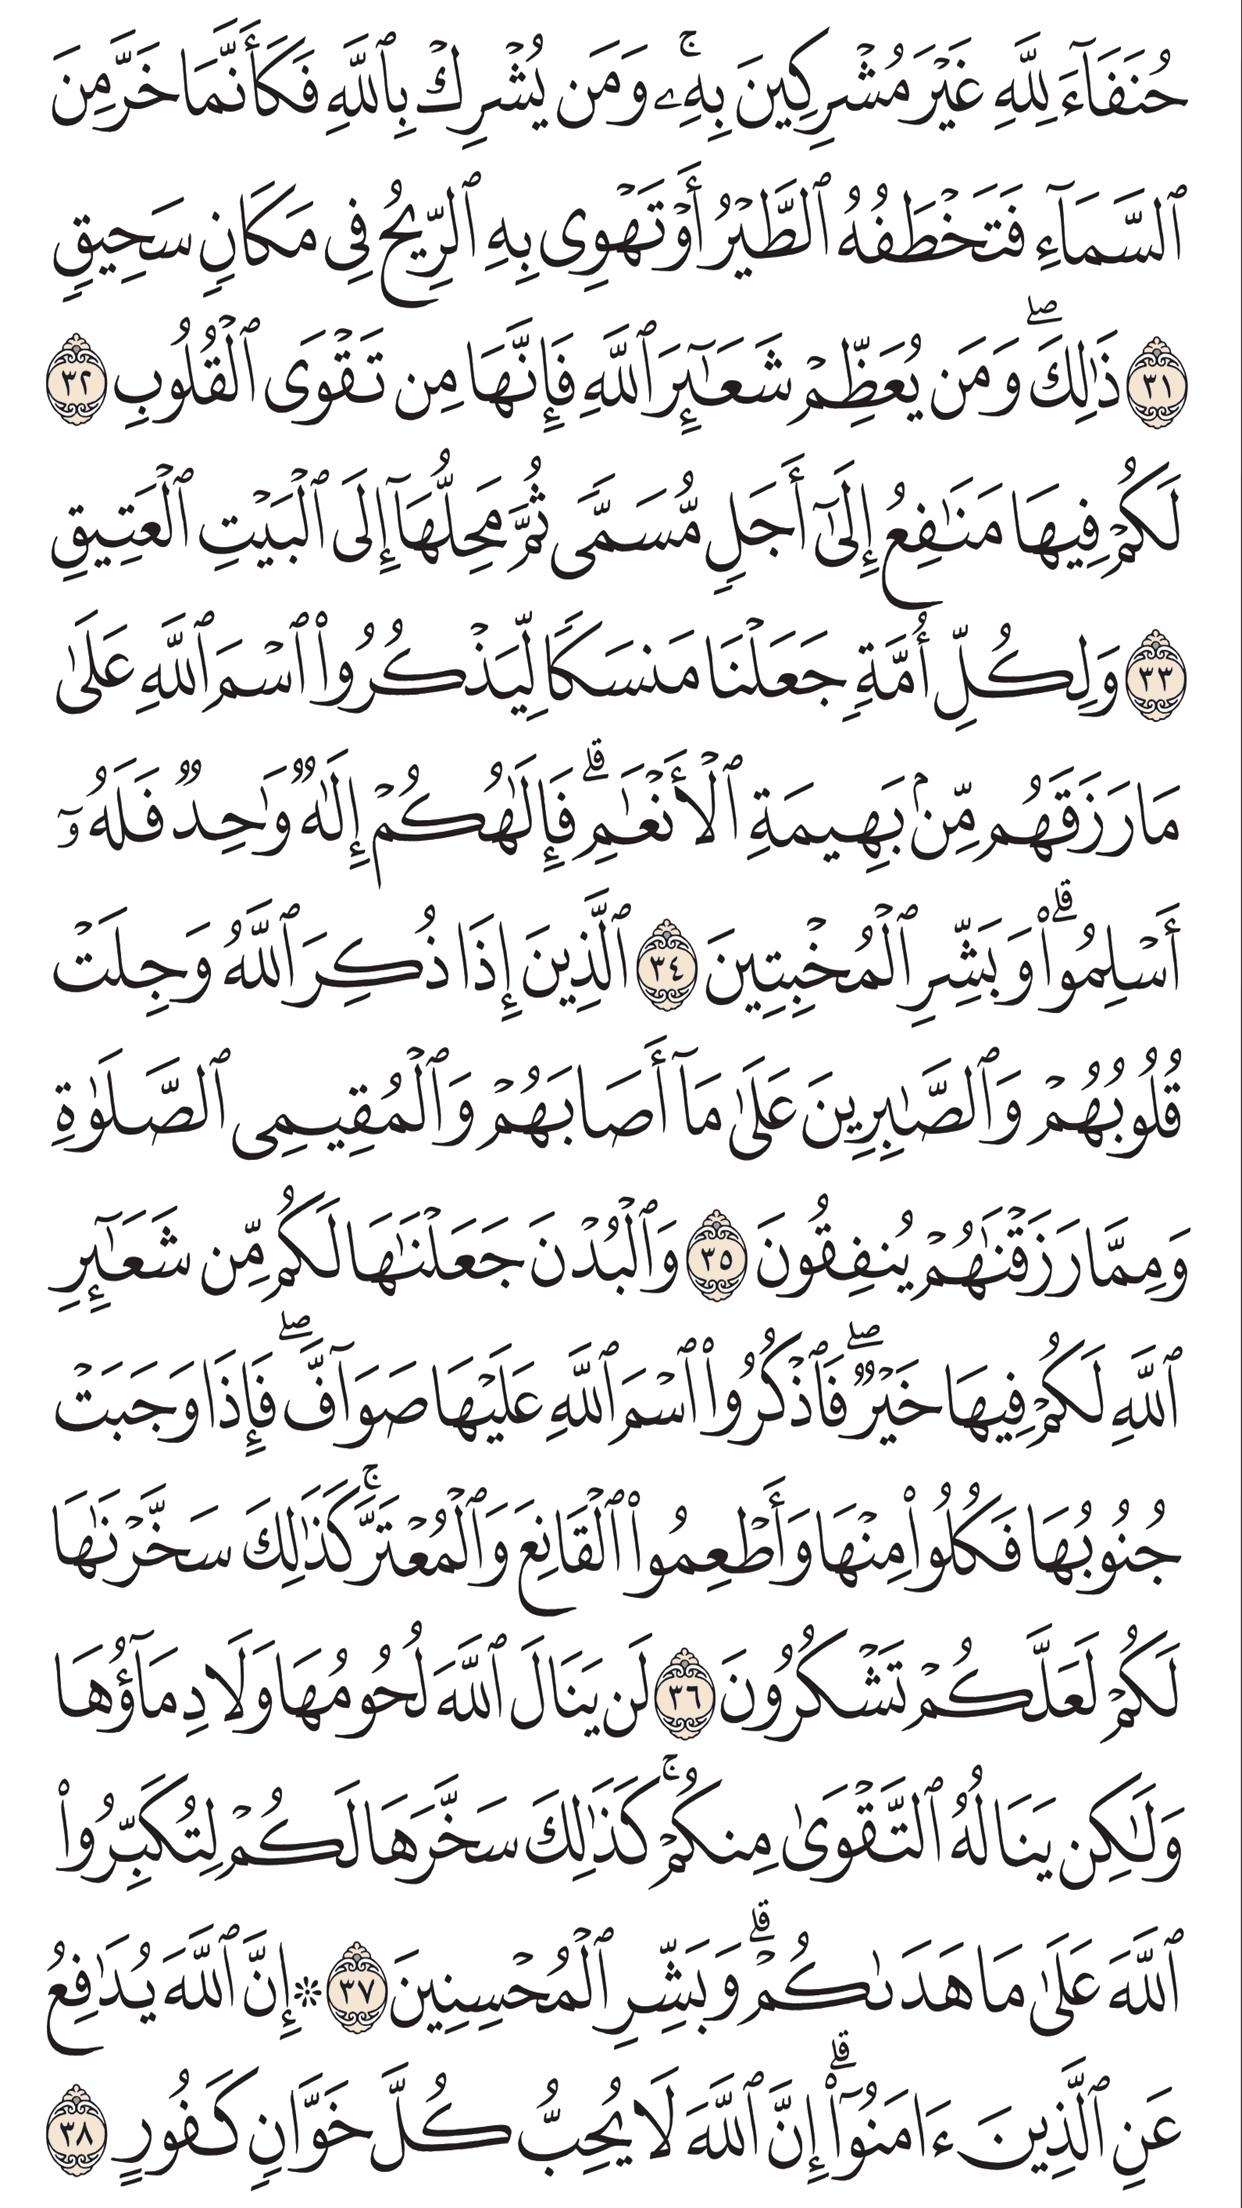 حُنَفَآءَ لِلَّهِ غَيْرَ مُشْرِكِينَ بِهِۦۚ وَمَن يُشْرِكْ بِٱللَّهِ فَكَأَنَّمَا خَرَّ مِنَ
ٱلسَّمَآءِ فَتَخْطَفُهُ ٱلطَّيْرُ أَوْ تَهْوِى بِهِ ٱلرِّيحُ فِى مَكَانٍ سَحِيقٍ
٣١ ذَٰلِكَۖ وَمَن يُعَظِّمْ شَعَـٰٓئِرَ ٱللَّهِ فَإِنَّهَا مِن تَقْوَى ٱلْقُلُوبِ ٣٢
لَكُمْ فِيهَا مَنَـٰفِعُ إِلَىٰٓ أَجَلٍ مُّسَمًّى ثُمَّ مَحِلُّهَآ إِلَى ٱلْبَيْتِ ٱلْعَتِيقِ
٣٣ وَلِكُلِّ أُمَّةٍ جَعَلْنَا مَنسَكًا لِّيَذْكُرُوا۟ ٱسْمَ ٱللَّهِ عَلَىٰ
مَا رَزَقَهُم مِّنۢ بَهِيمَةِ ٱلْأَنْعَـٰمِۗ فَإِلَـٰهُكُمْ إِلَـٰهٌ وَٰحِدٌ فَلَهُۥٓ
أَسْلِمُوا۟ۗ وَبَشِّرِ ٱلْمُخْبِتِينَ ٣٤ ٱلَّذِينَ إِذَا ذُكِرَ ٱللَّهُ وَجِلَتْ
قُلُوبُهُمْ وَٱلصَّـٰبِرِينَ عَلَىٰ مَآ أَصَابَهُمْ وَٱلْمُقِيمِى ٱلصَّلَوٰةِ
وَمِمَّا رَزَقْنَـٰهُمْ يُنفِقُونَ ٣٥ وَٱلْبُدْنَ جَعَلْنَـٰهَا لَكُم مِّن شَعَـٰٓئِرِ
ٱللَّهِ لَكُمْ فِيهَا خَيْرٌۖ فَٱذْكُرُوا۟ ٱسْمَ ٱللَّهِ عَلَيْهَا صَوَآفَّۖ فَإِذَا وَجَبَتْ
جُنُوبُهَا فَكُلُوا۟ مِنْهَا وَأَطْعِمُوا۟ ٱلْقَانِعَ وَٱلْمُعْتَرَّۚ كَذَٰلِكَ سَخَّرْنَـٰهَا
لَكُمْ لَعَلَّكُمْ تَشْكُرُونَ ٣٦ لَن يَنَالَ ٱللَّهَ لُحُومُهَا وَلَا دِمَآؤُهَا
وَلَـٰكِن يَنَالُهُ ٱلتَّقْوَىٰ مِنكُمْۚ كَذَٰلِكَ سَخَّرَهَا لَكُمْ لِتُكَبِّرُوا۟
ٱللَّهَ عَلَىٰ مَا هَدَىٰكُمْۗ وَبَشِّرِ ٱلْمُحْسِنِينَ ٣٧ ۞ إِنَّ ٱللَّهَ يُدَٰفِعُ
عَنِ ٱلَّذِينَ ءَامَنُوٓا۟ۗ إِنَّ ٱللَّهَ لَا يُحِبُّ كُلَّ خَوَّانٍ كَفُورٍ ٣٨